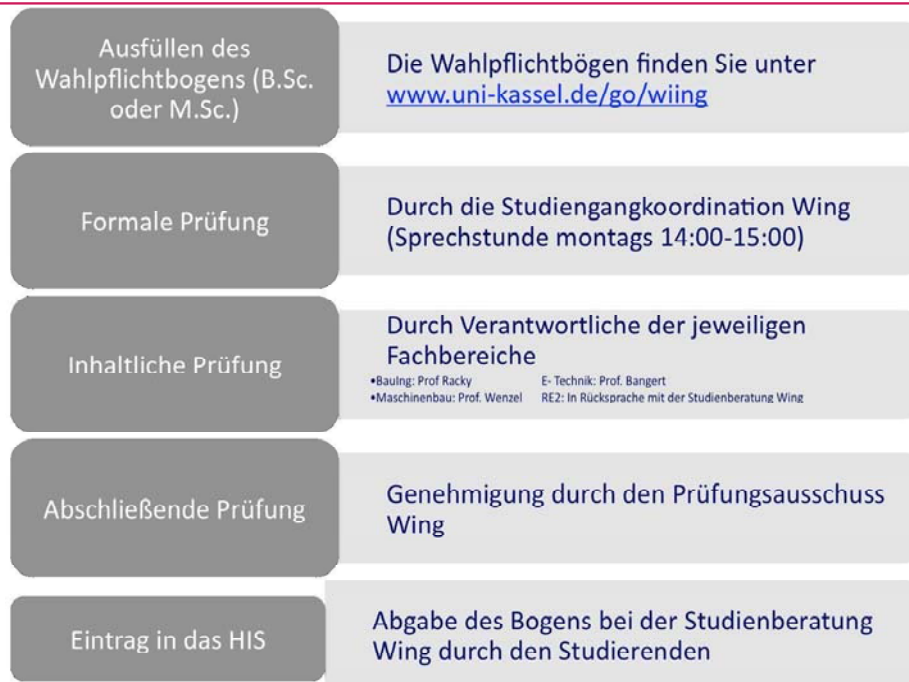 Ausfüllen des
Wahlpflichtbogens (B.Sc.
oder M.Sc.)
Die Wahlpflichtbögen finden Sie unter
www.uni-kassel.de/go/wiing
Formale Prüfung
Durch die Studiengangkoordination Wing
(Sprechstunde montags 14:00-15:00)
Inhaltliche Prüfung
Durch Verantwortliche der jeweiligen
Fachbereiche
•BauIng: Prof Racky E- Technik: Prof. Bangert
•Maschinenbau: Prof. Wenzel RE2: In Rücksprache mit der Studienberatung Wing
Abschließende Prüfung
Genehmigung durch den Prüfungsausschuss
Wing
Eintrag in das HIS
Abgabe des Bogens bei der Studienberatung
Wing durch den Studierenden